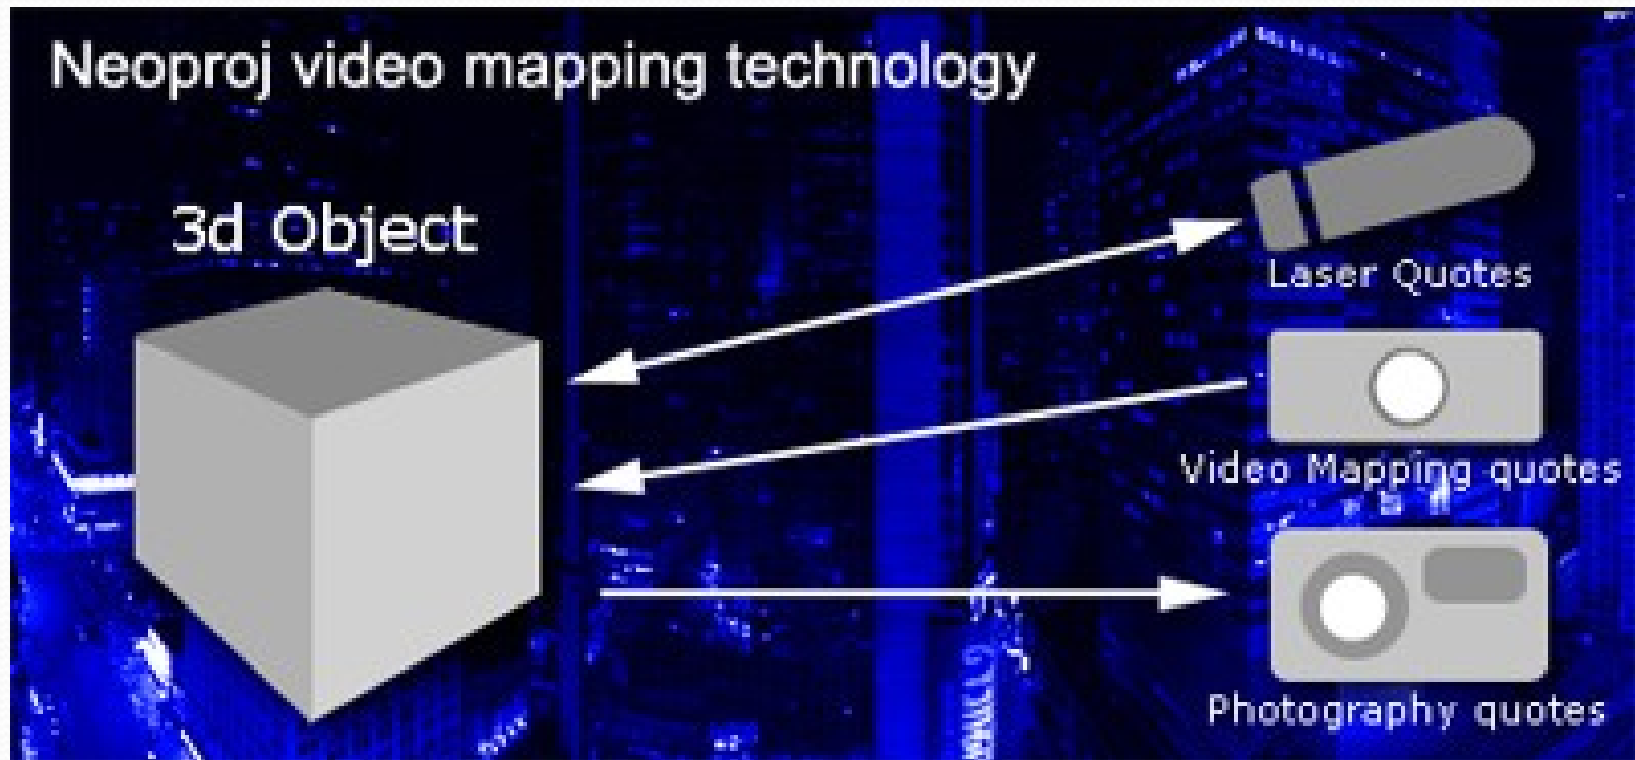 Neoproj video mapping technology
3d Object
Laser Quotes
Video Mapping quotes
Photography quotes